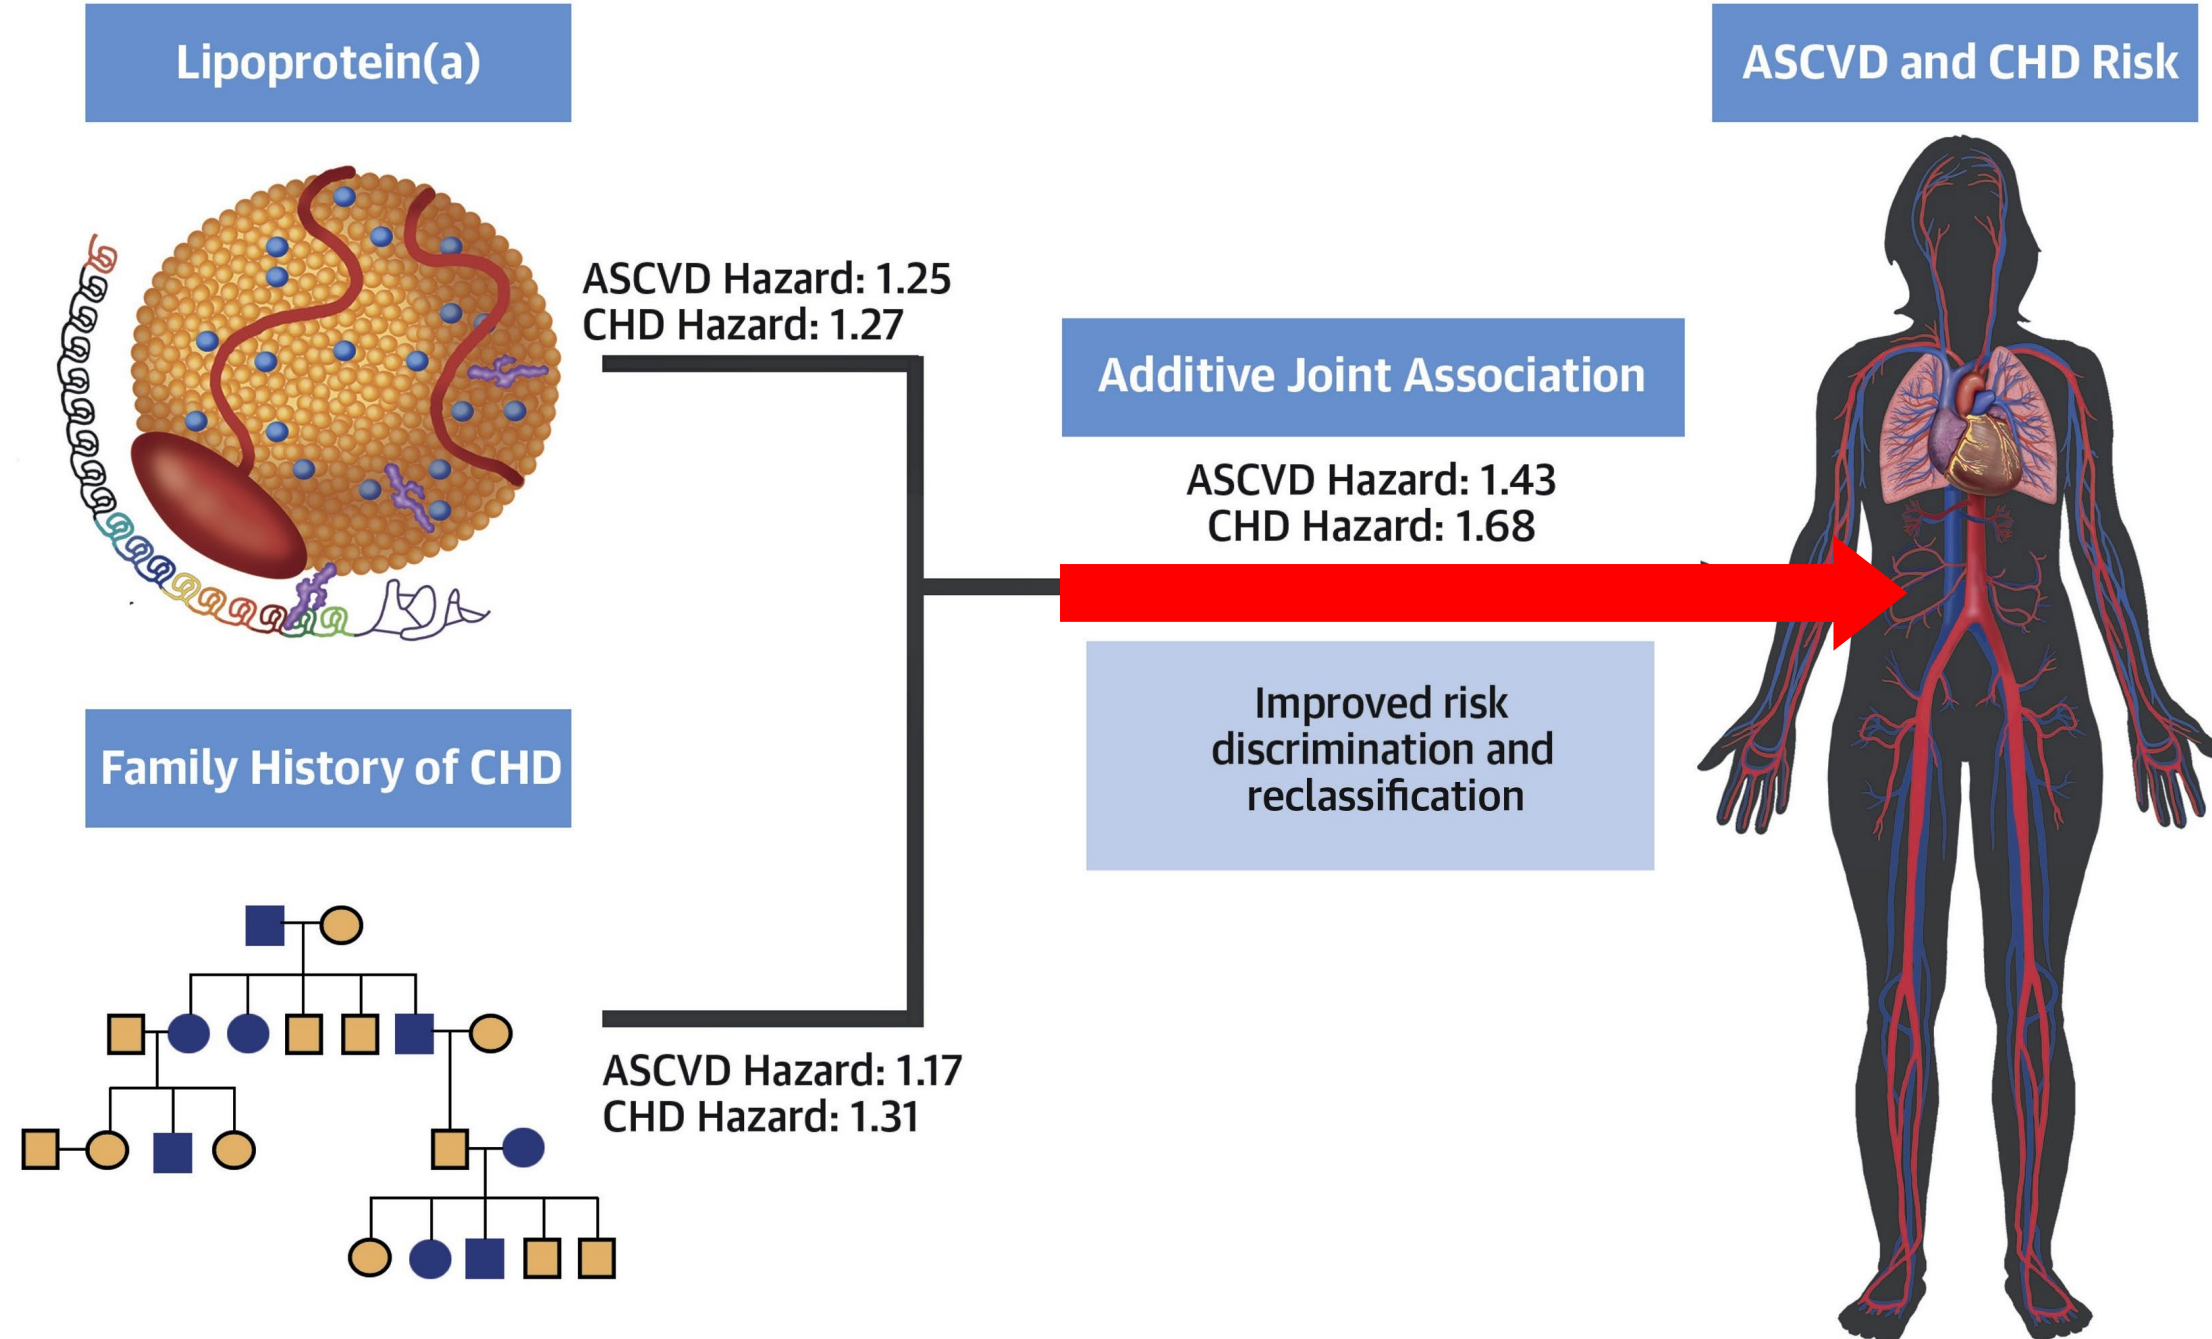 Lipoprotein(a)
ASCVD and CHD Risk
ASCVD Hazard: 1.25
CHD Hazard: 1.27
Additive Joint Association
ASCVD Hazard: 1.43
CHD Hazard: 1.68
Improved risk
discrimination and
reclassification
Family History of CHD
ASCVD Hazard: 1.17
CHD Hazard: 1.31